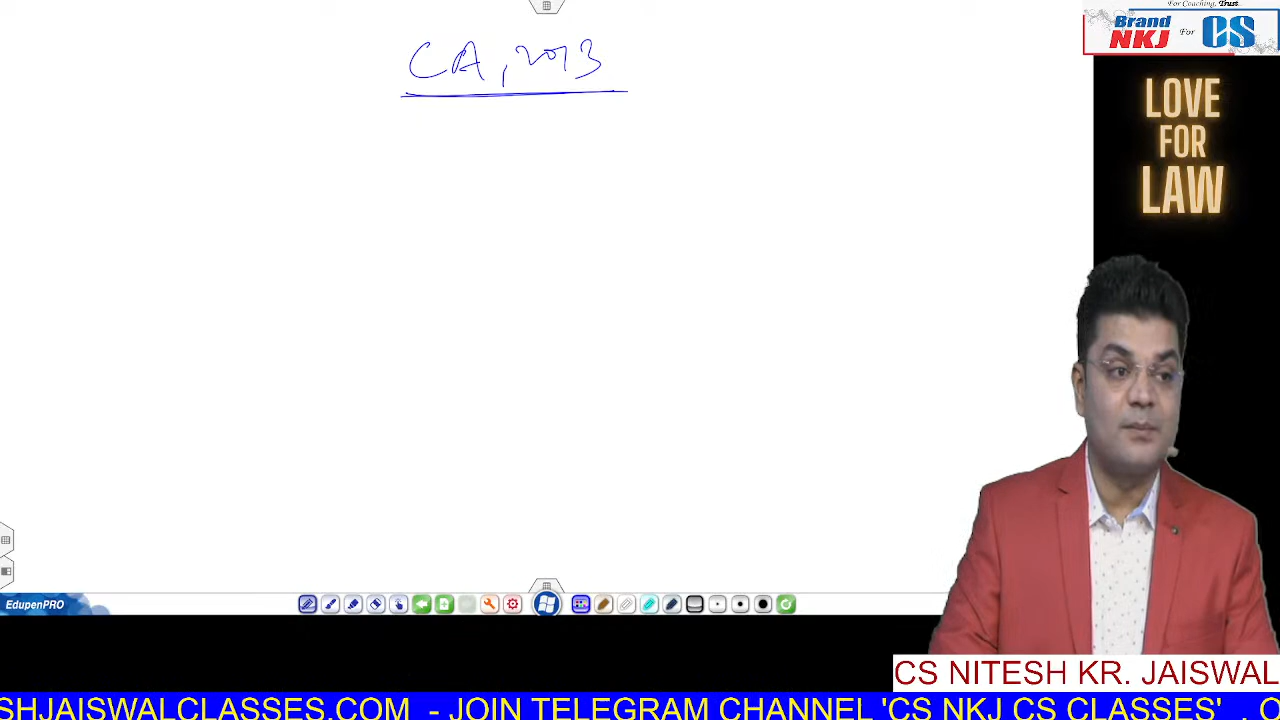 For Coaching, Trust
Brand
NKJ
For
CS
CA, 2013
LOVE
FOR
LAW
EdupenPRO
CS NITESH KR. JAISWAL
SHJAISWALCLASSES.COM - JOIN TELEGRAM CHANNEL 'CS NKJ CS CLASSES' . C